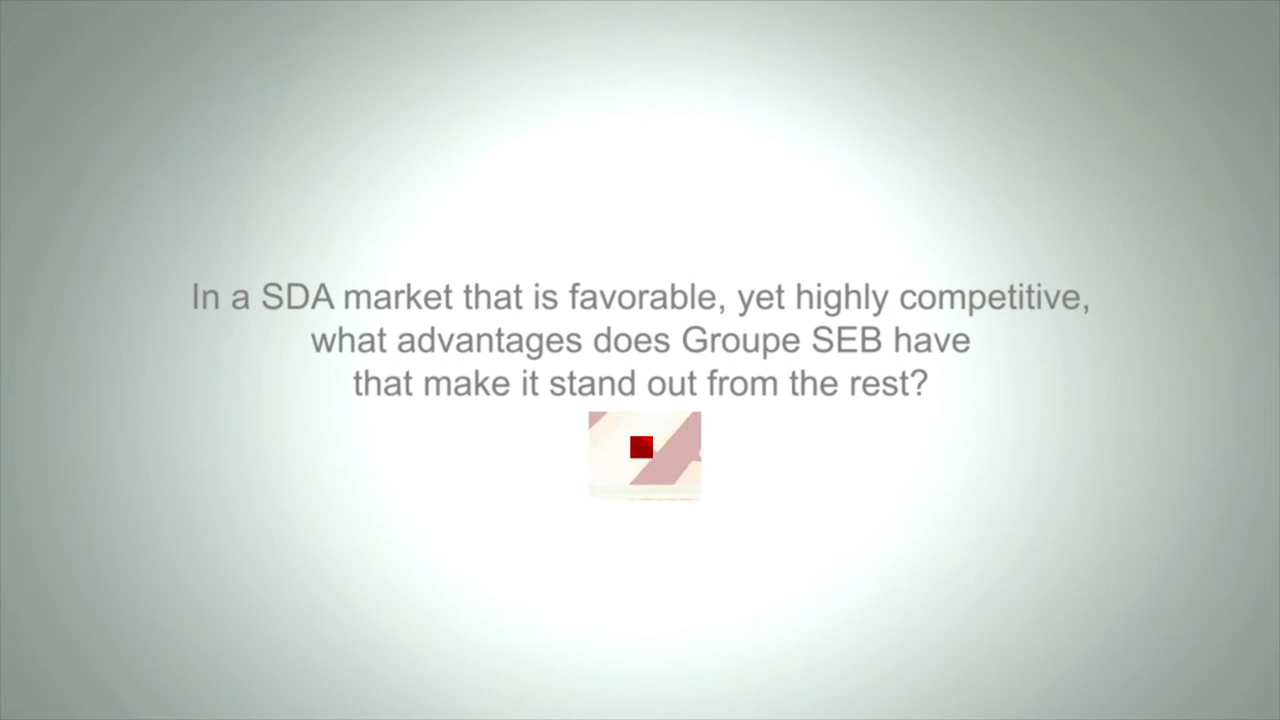 In a SDA market that is favorable, yet highly competitive,
what advantages does Groupe SEB have
that make it stand out from the rest?